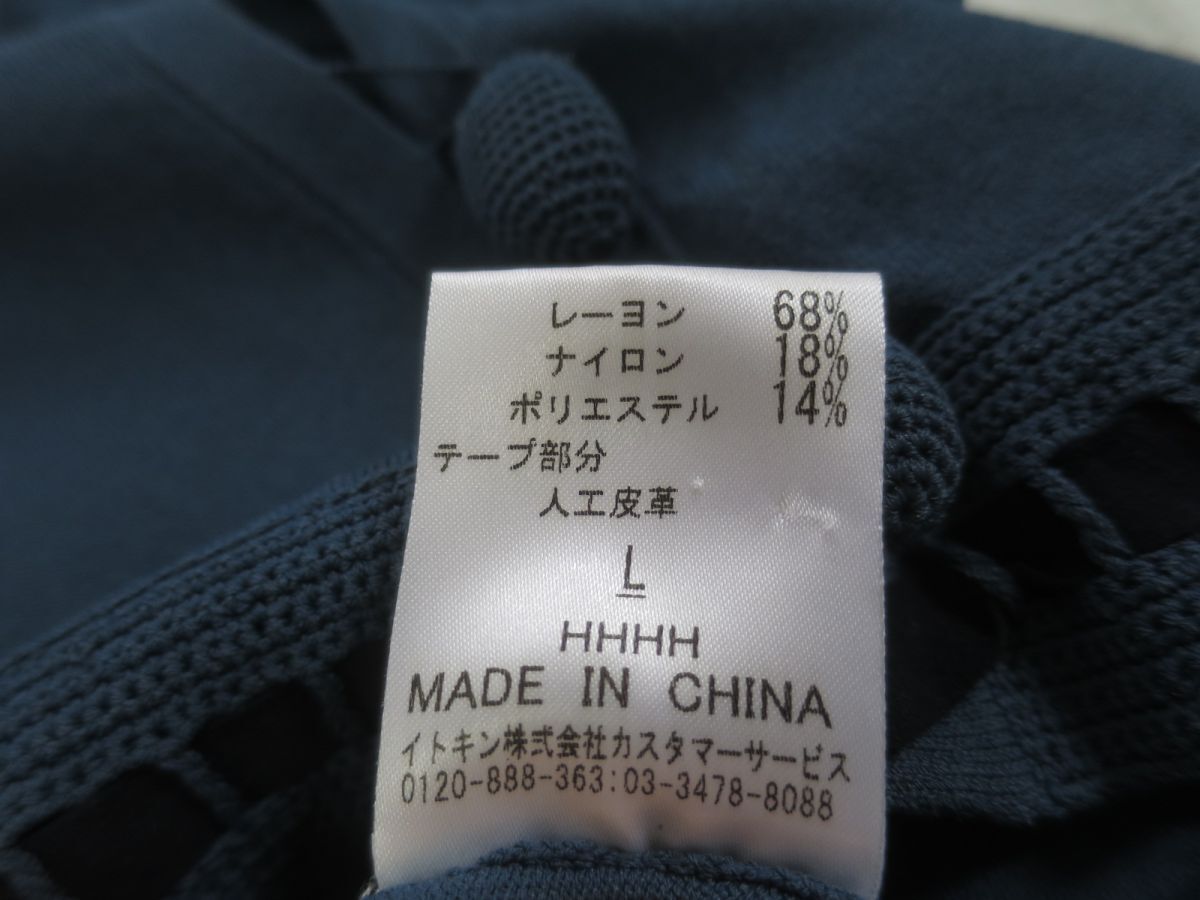 レーヨン 68%
ナイロン 18%
ポリエステル 14%
テープ部分
人工皮革
L
HHHH
MADE IN CHINA
イトキン株式会社カスタマーサービス
0120-888-363:03-3478-8088